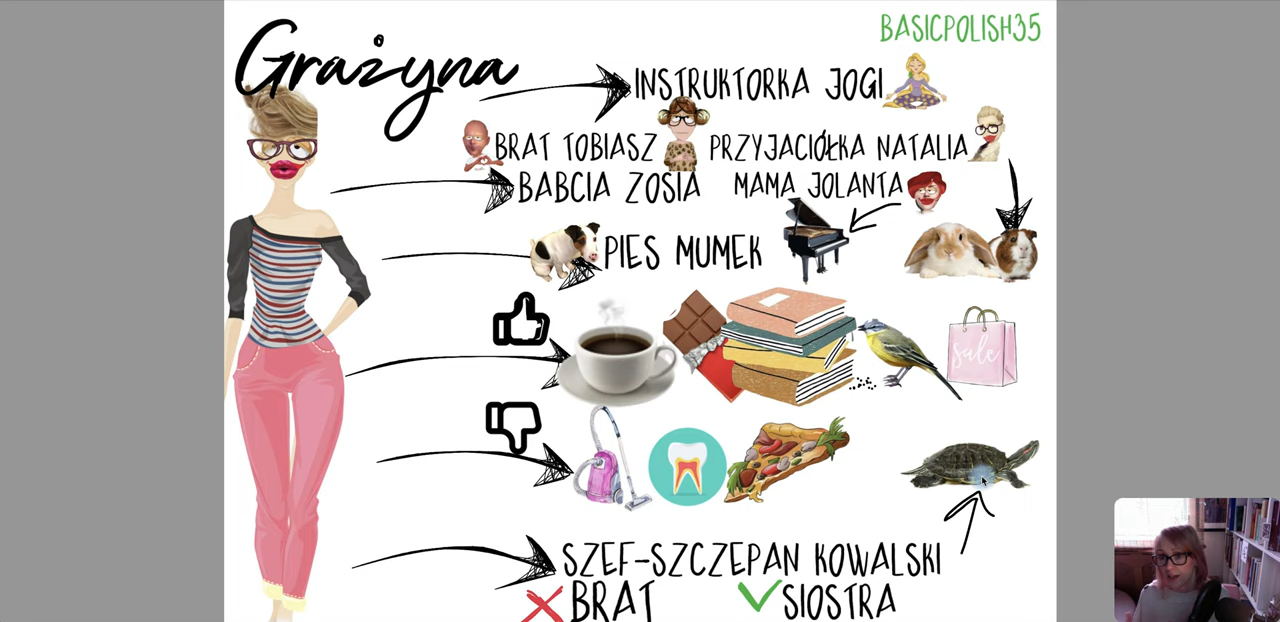 BASICPOLISH35
Grażyna
INSTRUKTORKA JOGI
BRAT TOBIASZ PRZYJACIÓŁKA NATALIA
BABCIA ZOSIA MAMA JOLANTA
PIES MUMEK
sale
SZEF-SZCZEPAN KOWALSKI
BRAT SIOSTRA